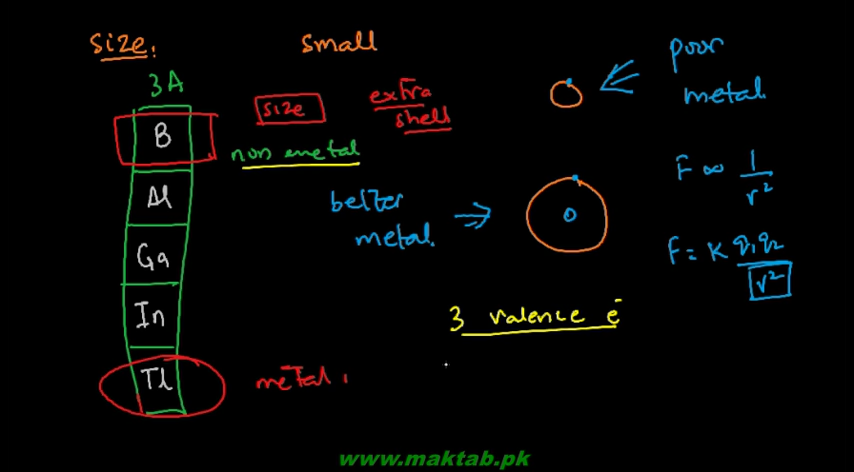 size:
small
3A
B
Al
Ga
In
Tl
size
extra
shell
non metal
metal.
better
metal.
poor
metal.
F ∝ 1/r²
F = K q₁q₂/r²
3 valence ē
www.maktab.pk